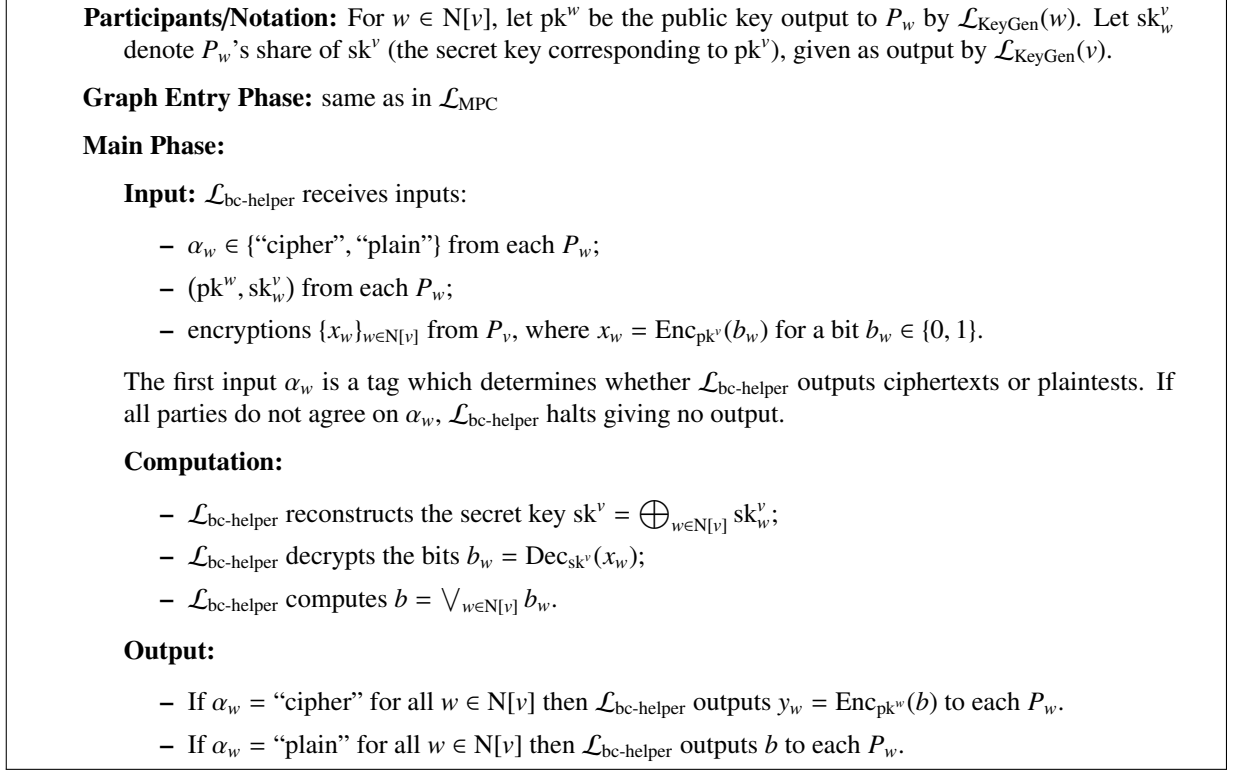 Participants/Notation: For w ∈ N[v], let pk^w be the public key output to P_w by 𝓛_KeyGen(w). Let sk^v_w
denote P_w's share of sk^v (the secret key corresponding to pk^v), given as output by 𝓛_KeyGen(v).
Graph Entry Phase: same as in 𝓛_MPC
Main Phase:
Input: 𝓛_bc-helper receives inputs:
– α_w ∈ {"cipher", "plain"} from each P_w;
– (pk^w, sk^v_w) from each P_w;
– encryptions {x_w}_{w∈N[v]} from P_v, where x_w = Enc_{pk^v}(b_w) for a bit b_w ∈ {0, 1}.
The first input α_w is a tag which determines whether 𝓛_bc-helper outputs ciphertexts or plaintests. If
all parties do not agree on α_w, 𝓛_bc-helper halts giving no output.
Computation:
– 𝓛_bc-helper reconstructs the secret key sk^v = ⨁_{w∈N[v]} sk^v_w;
– 𝓛_bc-helper decrypts the bits b_w = Dec_{sk^v}(x_w);
– 𝓛_bc-helper computes b = ⋁_{w∈N[v]} b_w.
Output:
– If α_w = "cipher" for all w ∈ N[v] then 𝓛_bc-helper outputs y_w = Enc_{pk^w}(b) to each P_w.
– If α_w = "plain" for all w ∈ N[v] then 𝓛_bc-helper outputs b to each P_w.